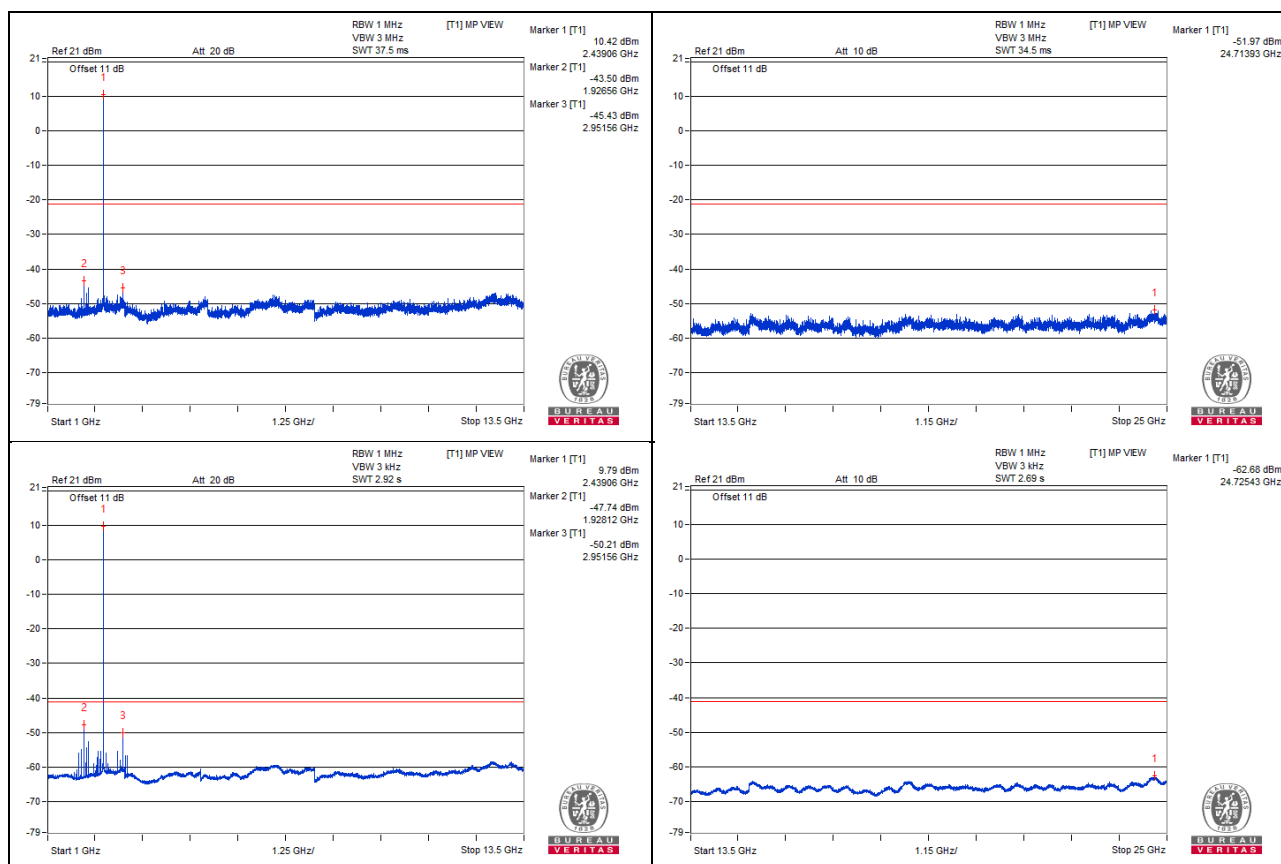 RBW 1 MHz [T1] MP VIEW
VBW 3 MHz
Ref 21 dBm Att 20 dB SWT 37.5 ms
Marker 1 [T1]
10.42 dBm
2.43906 GHz
Marker 2 [T1]
-43.50 dBm
1.92656 GHz
Marker 3 [T1]
-45.43 dBm
2.95156 GHz
21
Offset 11 dB
1
10
0
-10
-20
-30
-40
2 3
-50
-60
-70
-79
Start 1 GHz 1.25 GHz/ Stop 13.5 GHz
BUREAU VERITAS
1828
BUREAU
VERITAS
RBW 1 MHz [T1] MP VIEW
VBW 3 MHz
Ref 21 dBm Att 10 dB SWT 34.5 ms
Marker 1 [T1]
-51.97 dBm
24.71393 GHz
21
Offset 11 dB
10
0
-10
-20
-30
-40
-50
1
-60
-70
-79
Start 13.5 GHz 1.15 GHz/ Stop 25 GHz
BUREAU VERITAS
1828
BUREAU
VERITAS
RBW 1 MHz [T1] MP VIEW
VBW 3 kHz
Ref 21 dBm Att 20 dB SWT 2.92 s
Marker 1 [T1]
9.79 dBm
2.43906 GHz
Marker 2 [T1]
-47.74 dBm
1.92812 GHz
Marker 3 [T1]
-50.21 dBm
2.95156 GHz
21
Offset 11 dB
1
10
0
-10
-20
-30
-40
2 3
-50
-60
-70
-79
Start 1 GHz 1.25 GHz/ Stop 13.5 GHz
BUREAU VERITAS
1828
BUREAU
VERITAS
RBW 1 MHz [T1] MP VIEW
VBW 3 kHz
Ref 21 dBm Att 10 dB SWT 2.69 s
Marker 1 [T1]
-62.68 dBm
24.72543 GHz
21
Offset 11 dB
10
0
-10
-20
-30
-40
-50
1
-60
-70
-79
Start 13.5 GHz 1.15 GHz/ Stop 25 GHz
BUREAU VERITAS
1828
BUREAU
VERITAS